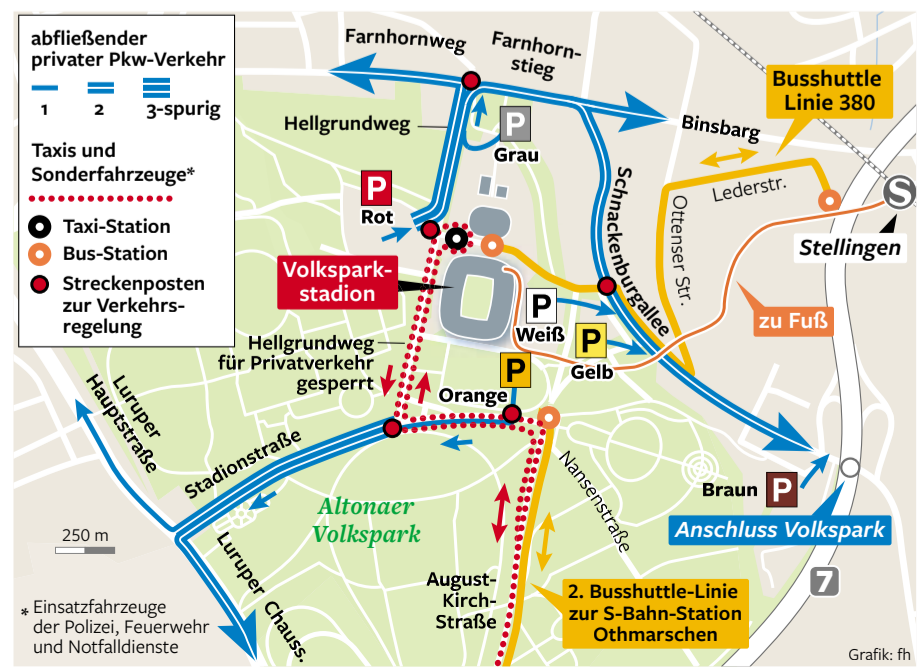 abfließender
privater Pkw-Verkehr
1 2 3-spurig
Taxis und
Sonderfahrzeuge*
Taxi-Station
Bus-Station
Streckenposten
zur Verkehrs-
regelung
Farnhornweg
Farnhorn-
stieg
Busshuttle
Linie 380
Binsbarg
Hellgrundweg
P
Grau
P
Rot
Schnackenburgallee
Ottenser Str.
Lederstr.
S
Stellingen
Volkspark-
stadion
P
Weiß
P
Gelb
zu Fuß
Hellgrundweg
für Privatverkehr
gesperrt
P
Orange
Luruper
Hauptstraße
Stadionstraße
Nansenstraße
Braun
P
Anschluss Volkspark
Altonaer
Volkspark
250 m
Luruper Chauss.
August-
Kirch-
Straße
7
2. Busshuttle-Linie
zur S-Bahn-Station
Othmarschen
* Einsatzfahrzeuge
der Polizei, Feuerwehr
und Notfalldienste
Grafik: fh